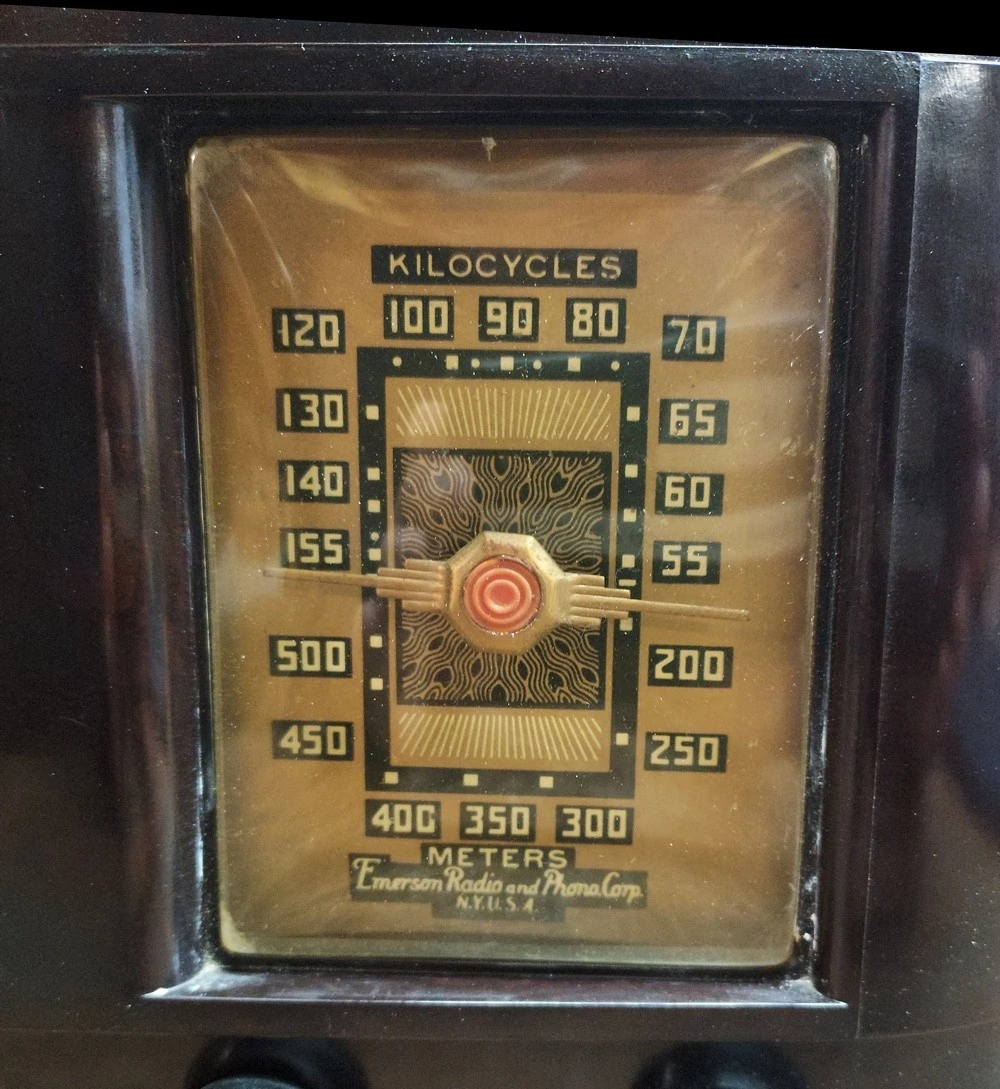 KILOCYCLES
120 100 90 80 70
130 65
140 60
155 55
500 200
450 250
400 350 300
METERS
Emerson Radio and Phono.Corp.
N.Y.U.S.A.